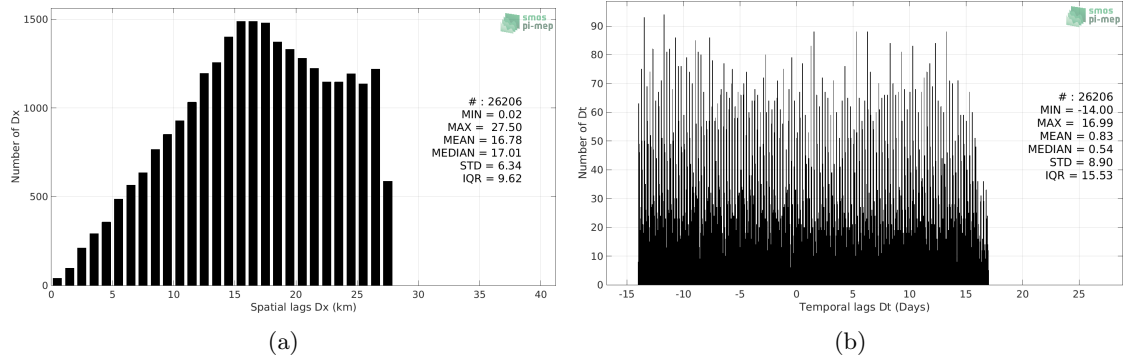 1500
1000
500
0
0 5 10 15 20 25 30 35 40
Number of Dx
Spatial lags Dx (km)
smos
pi-mep
# : 26206
MIN = 0.02
MAX = 27.50
MEAN = 16.78
MEDIAN = 17.01
STD = 6.34
IQR = 9.62
(a)
90
80
70
60
50
40
30
20
10
0
-15 -10 -5 0 5 10 15 20 25
Number of Dt
Temporal lags Dt (Days)
smos
pi-mep
# : 26206
MIN = -14.00
MAX = 16.99
MEAN = 0.83
MEDIAN = 0.54
STD = 8.90
IQR = 15.53
(b)